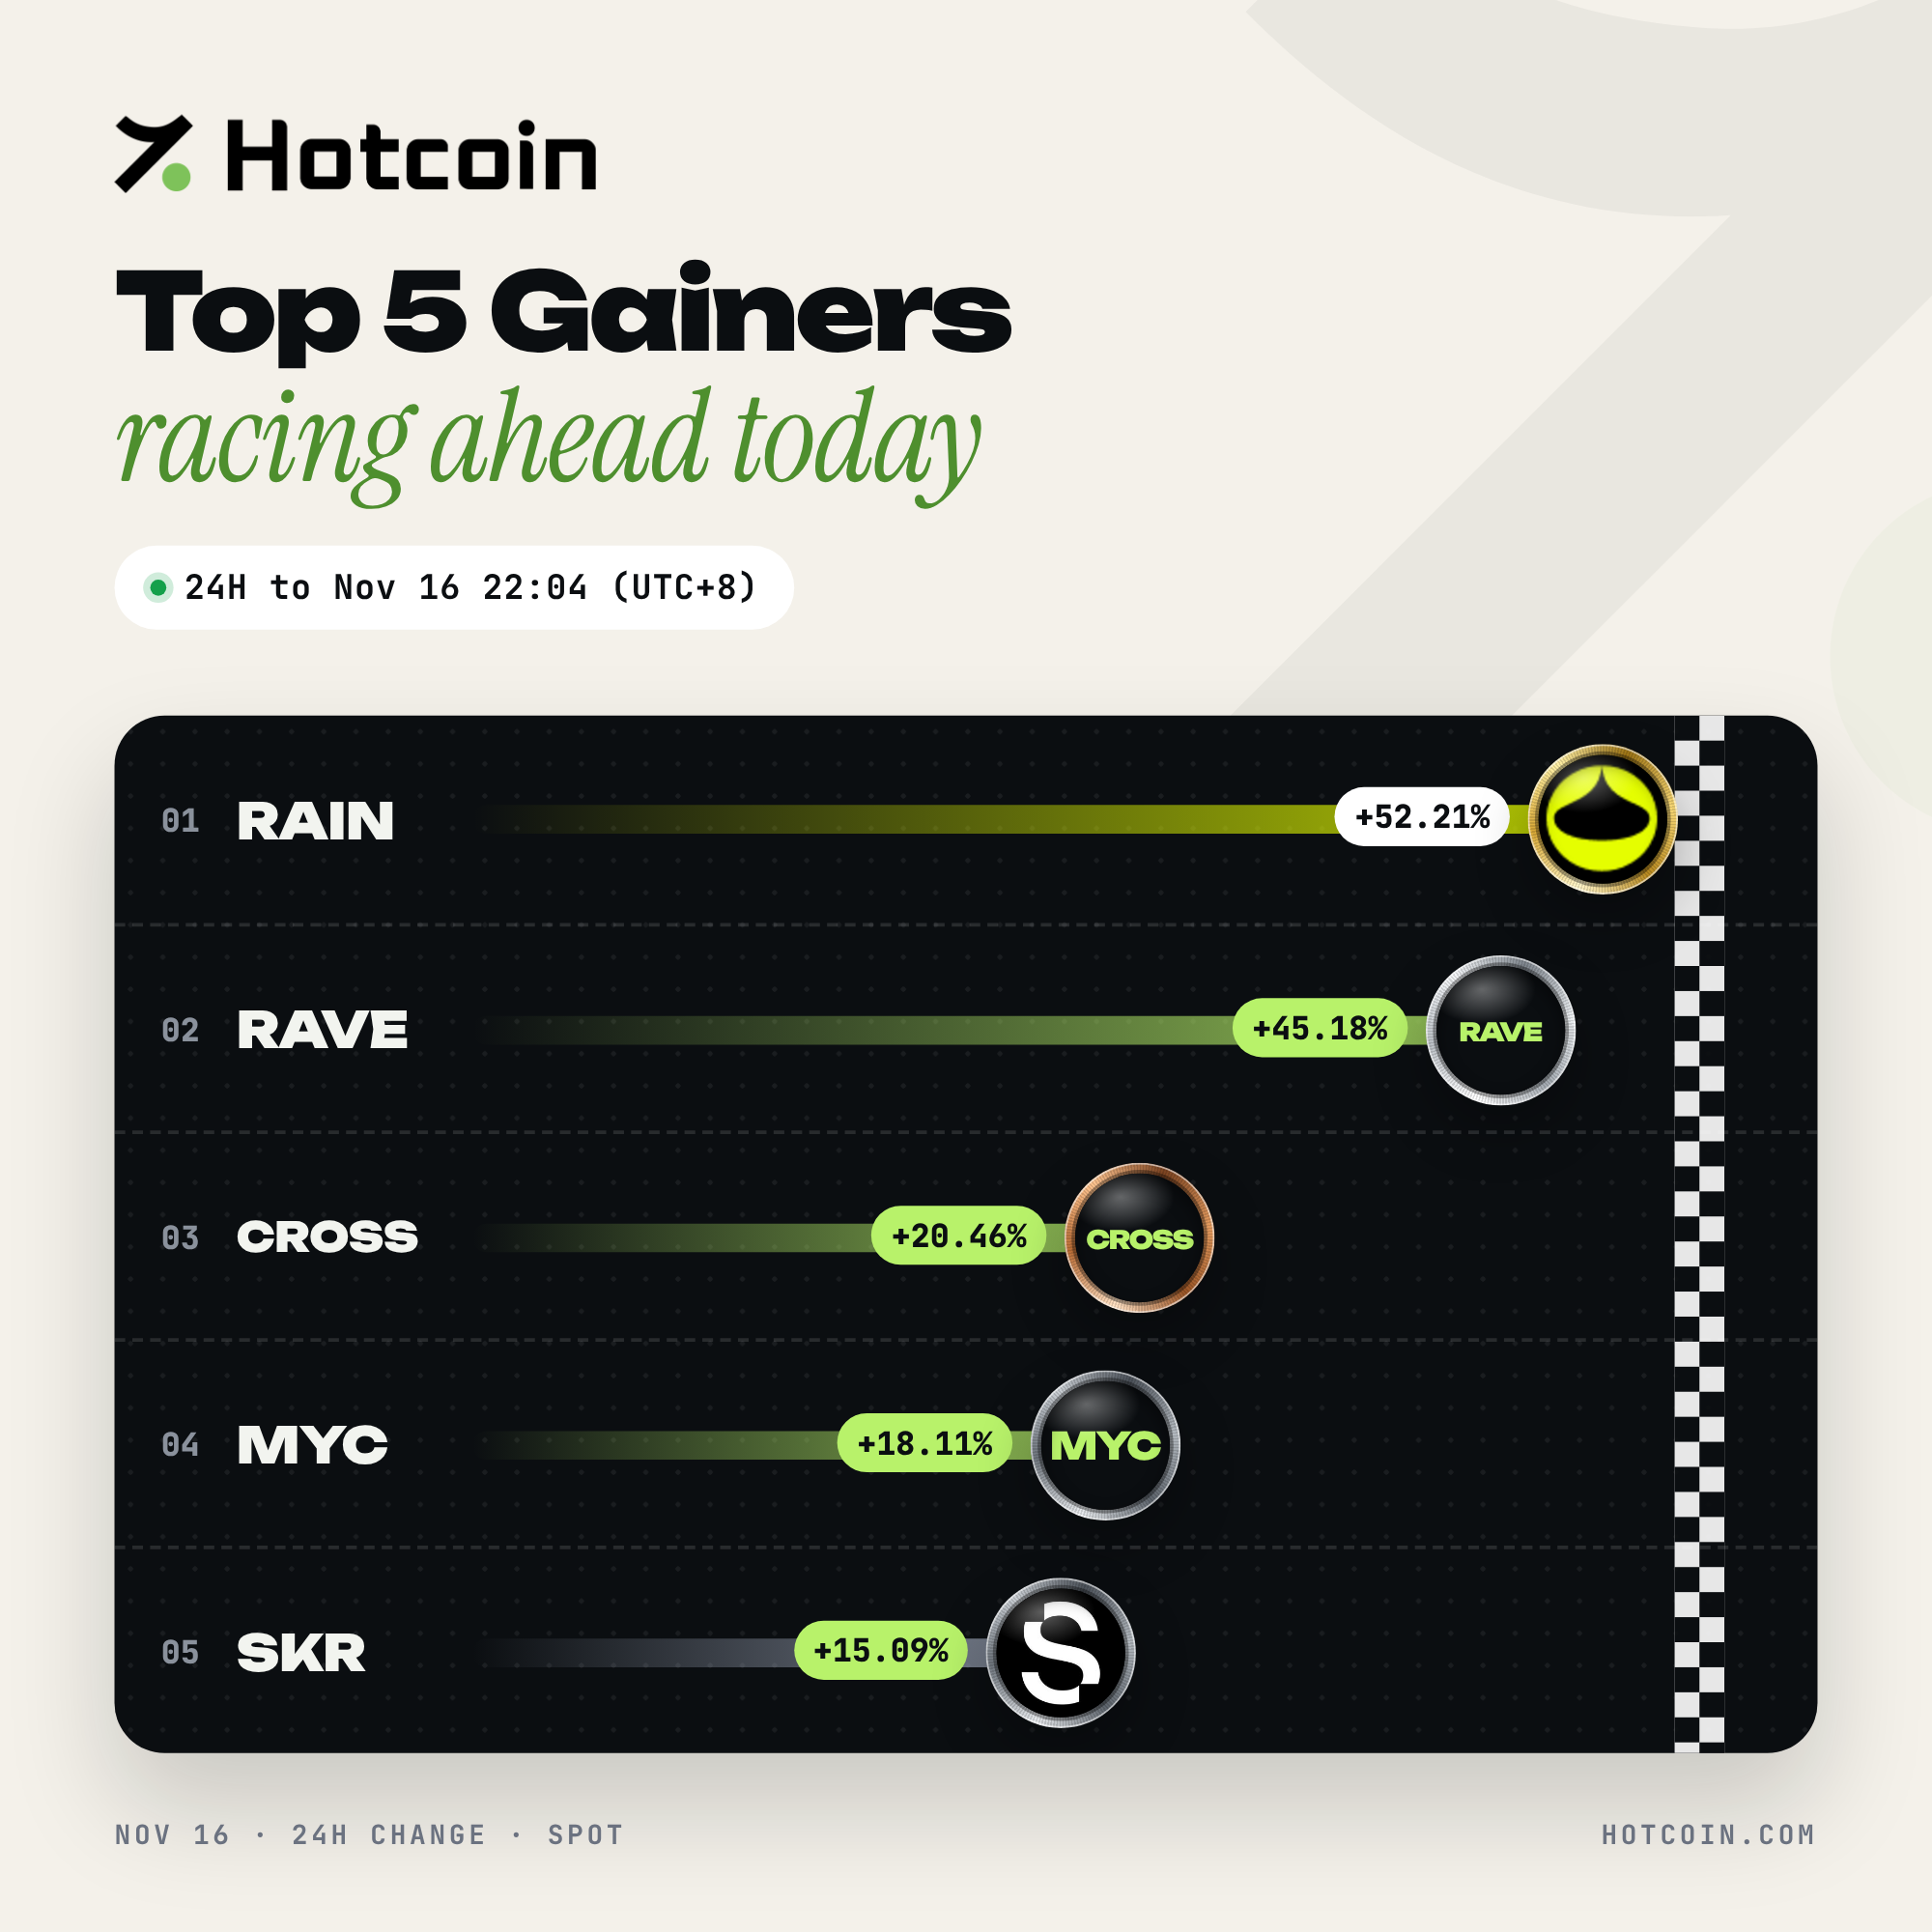 Hotcoin
Top 5 Gainers
racing ahead today
24H to Nov 16 22:04 (UTC+8)
01 RAIN +52.21%
02 RAVE +45.18% RAVE
03 CROSS +20.46% CROSS
04 MYC +18.11% MYC
05 SKR +15.09% S
NOV 16 · 24H CHANGE · SPOT
HOTCOIN.COM